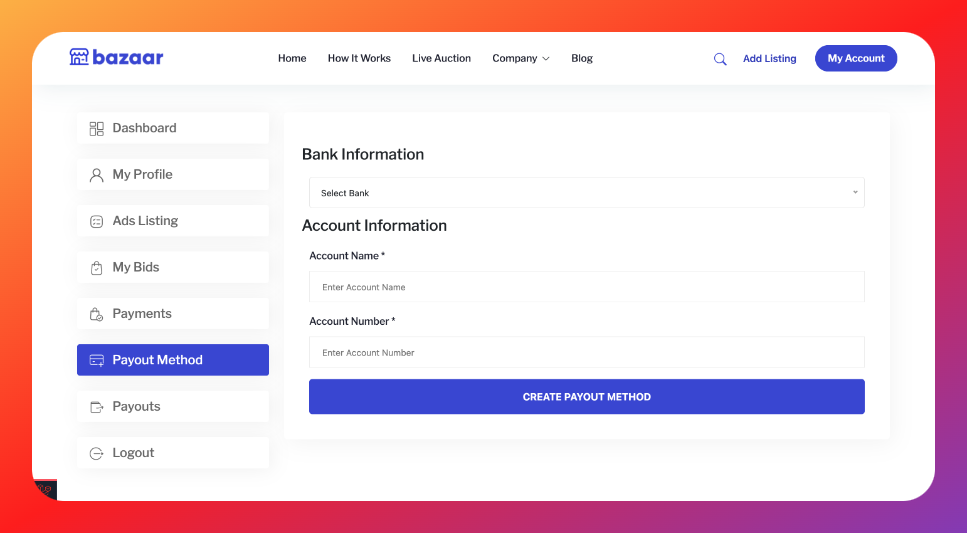 bazaar
Home How It Works Live Auction Company Blog Add Listing My Account
Dashboard
My Profile
Ads Listing
My Bids
Payments
Payout Method
Payouts
Logout
Bank Information
Select Bank
Account Information
Account Name *
Enter Account Name
Account Number *
Enter Account Number
CREATE PAYOUT METHOD